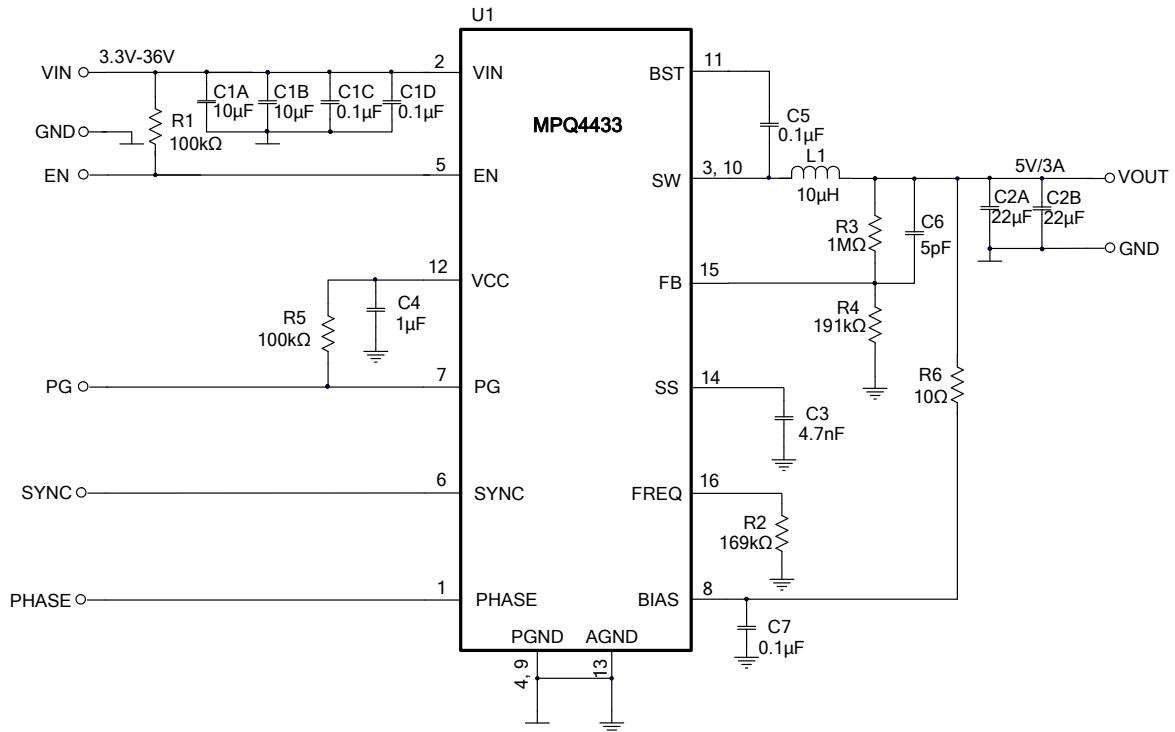 U1
MPQ4433
VIN
3.3V-36V
2
VIN
C1A
10µF
C1B
10µF
C1C
0.1µF
C1D
0.1µF
R1
100kΩ
GND
EN
5
EN
12
VCC
C4
1µF
R5
100kΩ
PG
7
PG
SYNC
6
SYNC
PHASE
1
PHASE
PGND
AGND
4, 9
13
BST
11
C5
0.1µF
L1
10µH
SW
3, 10
5V/3A
VOUT
C2A
22µF
C2B
22µF
GND
R3
1MΩ
C6
5pF
FB
15
R4
191kΩ
R6
10Ω
SS
14
C3
4.7nF
FREQ
16
R2
169kΩ
BIAS
8
C7
0.1µF